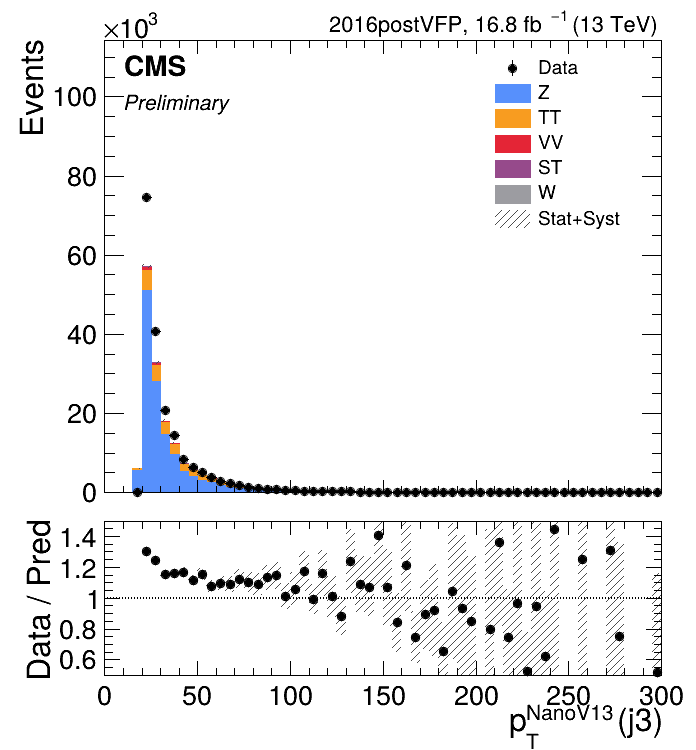 ×10³ 2016postVFP, 16.8 fb ⁻¹ (13 TeV)
CMS
Preliminary
Events
100
80
60
40
20
0
Data
Z
TT
VV
ST
W
Stat+Syst
Data / Pred
1.4
1.2
1
0.8
0.6
0 50 100 150 200 250 300
p_T^NanoV13 (j3)